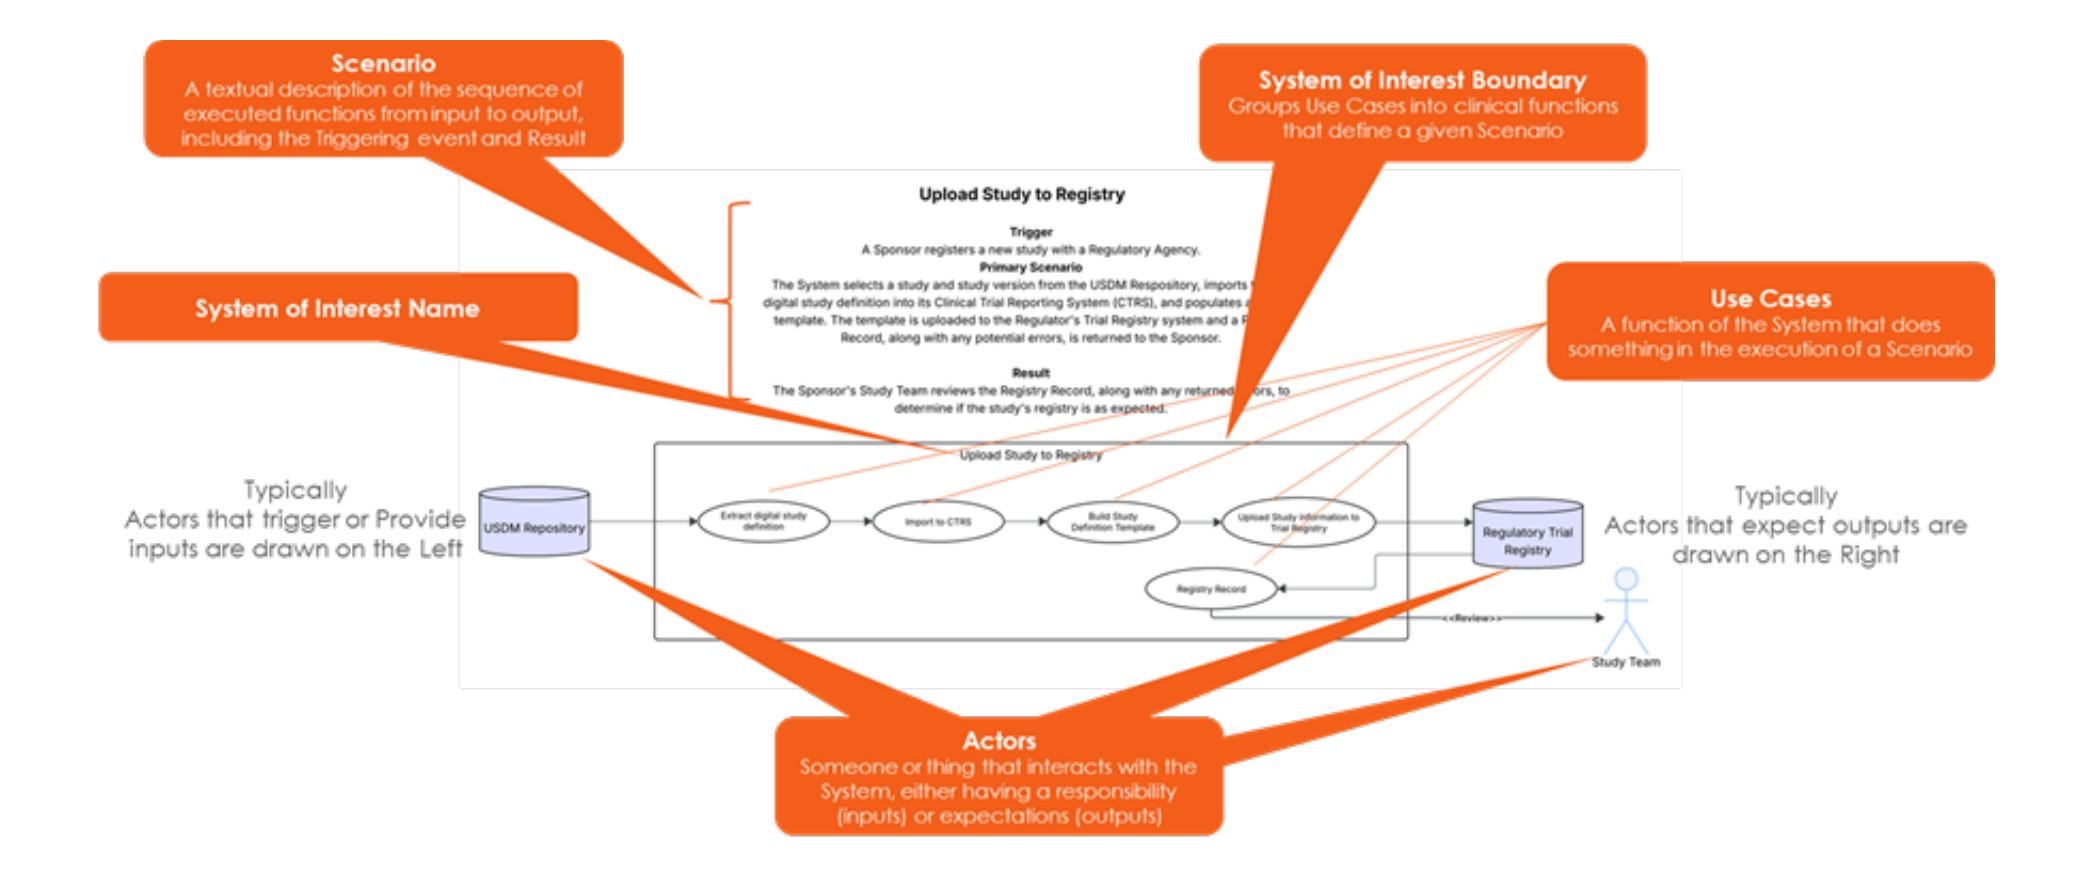 Scenario
A textual description of the sequence of
executed functions from input to output,
including the Triggering event and Result
System of Interest Boundary
Groups Use Cases into clinical functions
that define a given Scenario
Upload Study to Registry
Trigger
A Sponsor registers a new study with a Regulatory Agency.
Primary Scenario
The System selects a study and study version from the USDM Respository, imports
digital study definition into its Clinical Trial Reporting System (CTRS), and populates
template. The template is uploaded to the Regulator's Trial Registry system and a
Record, along with any potential errors, is returned to the Sponsor.
Result
The Sponsor's Study Team reviews the Registry Record, along with any returned to
determine if the study's registry is as expected.
System of Interest Name
Use Cases
A function of the System that does
something in the execution of a Scenario
Upload Study to Registry
Typically
Actors that trigger or Provide
inputs are drawn on the Left
USDM Repository
Extract digital study
definition
Import to CTRS
Build Study
Definition Template
Upload Study information to
Trial Registry
Regulatory Trial
Registry
Typically
Actors that expect outputs are
drawn on the Right
Registry Record
<<Review>>
Study Team
Actors
Someone or thing that interacts with the
System, either having a responsibility
(inputs) or expectations (outputs)